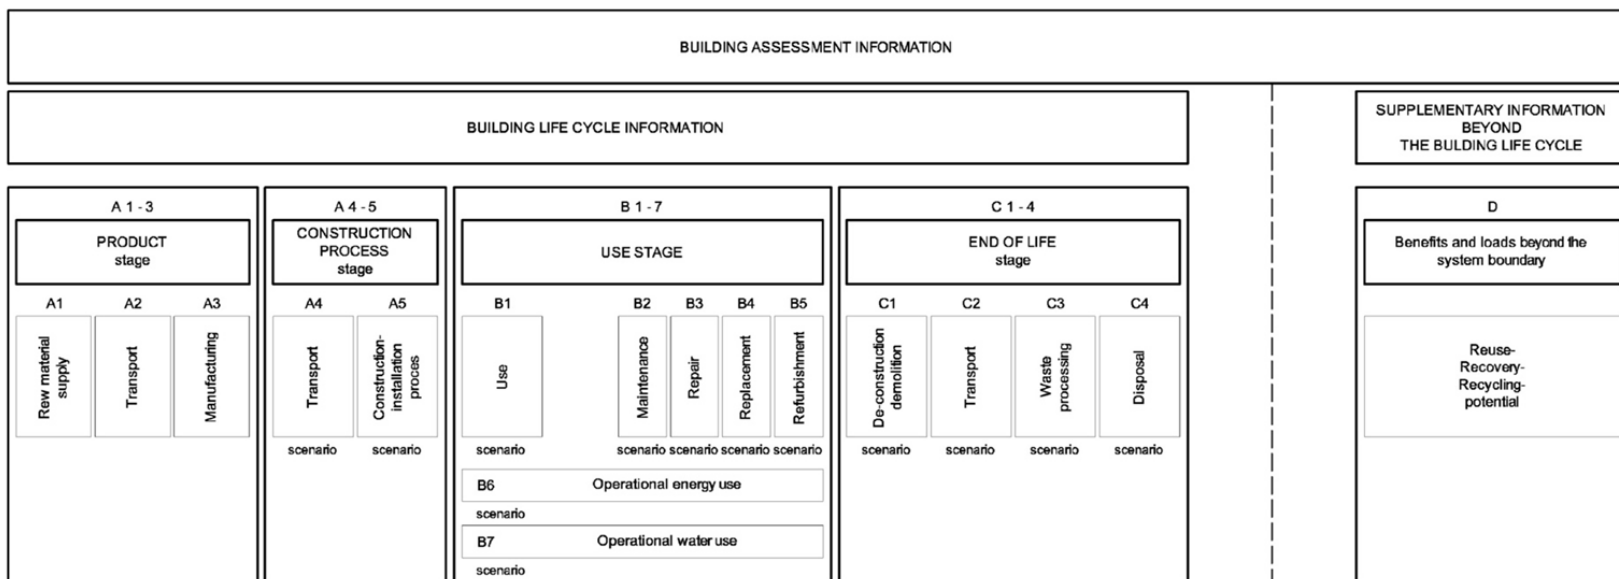 BUILDING ASSESSMENT INFORMATION
BUILDING LIFE CYCLE INFORMATION
SUPPLEMENTARY INFORMATION
BEYOND
THE BULDING LIFE CYCLE
A 1 - 3
PRODUCT
stage
A1
A2
A3
Rew material
supply
Transport
Manufacturing
A 4 - 5
CONSTRUCTION
PROCESS
stage
A4
A5
Transport
Construction-
installation
proces
scenario
scenario
B 1 - 7
USE STAGE
B1
B2
B3
B4
B5
Use
Maintenance
Repair
Replacement
Refurbishment
scenario
scenario
scenario
scenario
scenario
B6
Operational energy use
scenario
B7
Operational water use
scenario
C 1 - 4
END OF LIFE
stage
C1
C2
C3
C4
De-construction
demolition
Transport
Waste
processing
Disposal
scenario
scenario
scenario
scenario
D
Benefits and loads beyond the
system boundary
Reuse-
Recovery-
Recycling-
potential